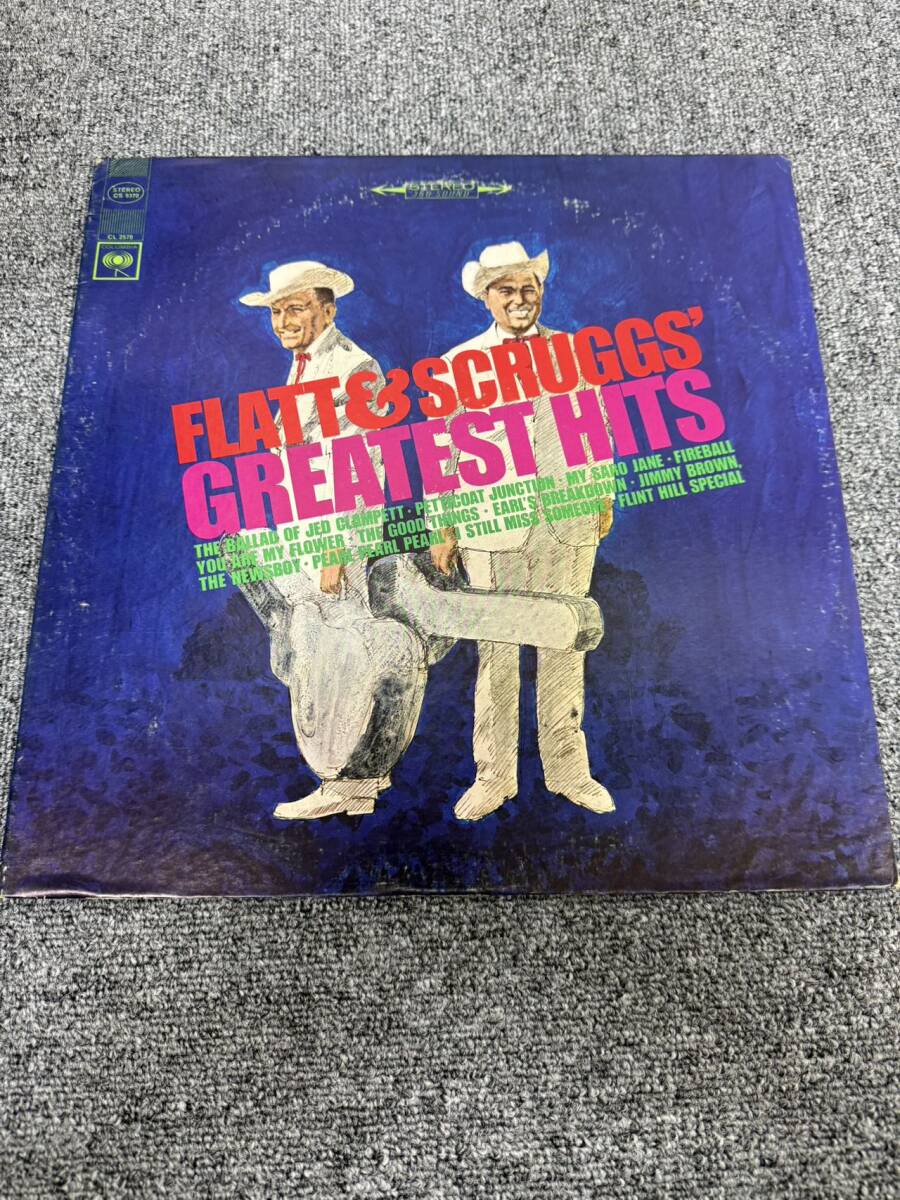 STEREO
CS 9370
CL 2570
COLUMBIA
STEREO
360 SOUND
FLATT & SCRUGGS'
GREATEST HITS
THE BALLAD OF JED CLAMPETT · PETTICOAT JUNCTION · MY SARO JANE · FIREBALL
YOU ARE MY FLOWER · THE GOOD THINGS · EARL'S BREAKDOWN · JIMMY BROWN,
THE NEWSBOY · PEARL PEARL PEARL · I STILL MISS SOMEONE · FLINT HILL SPECIAL